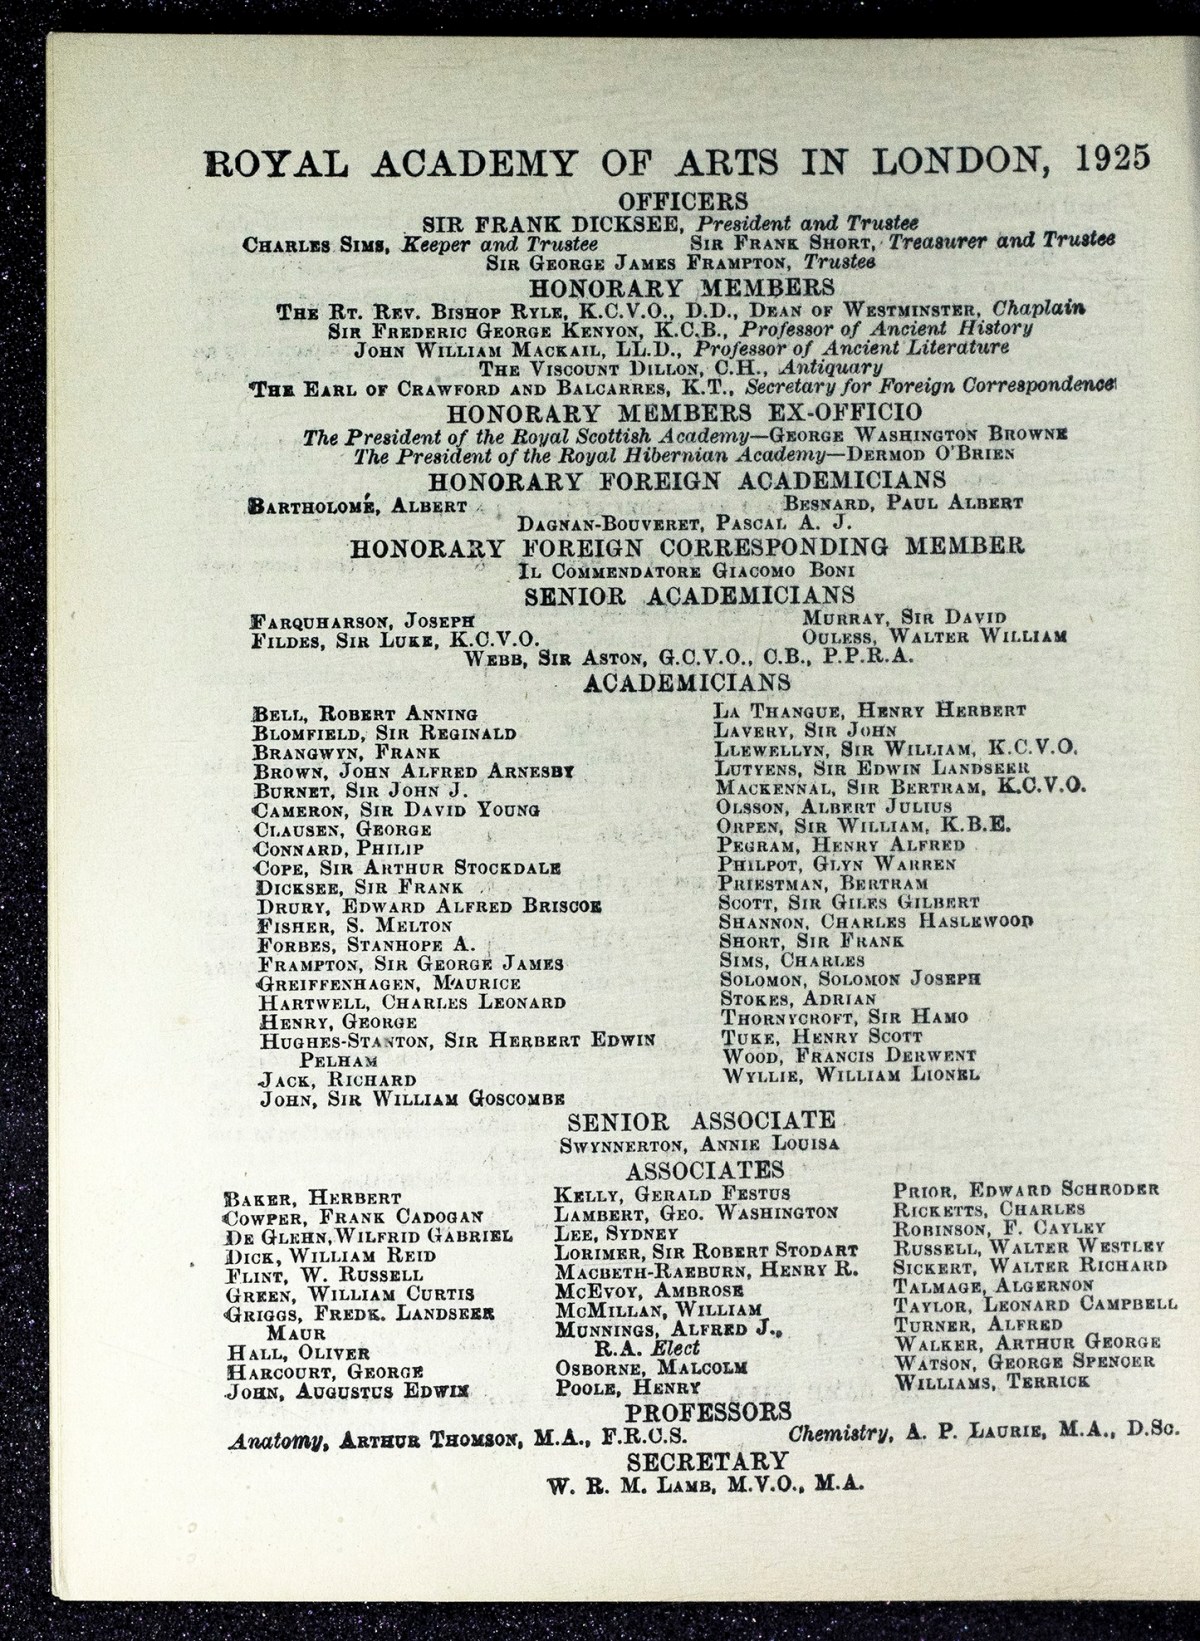 ROYAL ACADEMY OF ARTS IN LONDON, 1925
OFFICERS
SIR FRANK DICKSEE, President and Trustee
CHARLES SIMS, Keeper and Trustee SIR FRANK SHORT, Treasurer and Trustee
SIR GEORGE JAMES FRAMPTON, Trustee
HONORARY MEMBERS
THE RT. REV. BISHOP RYLE, K.C.V.O., D.D., DEAN OF WESTMINSTER, Chaplain
SIR FREDERIC GEORGE KENYON, K.C.B., Professor of Ancient History
JOHN WILLIAM MACKAIL, LL.D., Professor of Ancient Literature
THE VISCOUNT DILLON, C.H., Antiquary
THE EARL OF CRAWFORD AND BALCARRES, K.T., Secretary for Foreign Correspondence
HONORARY MEMBERS EX-OFFICIO
The President of the Royal Scottish Academy—GEORGE WASHINGTON BROWNE
The President of the Royal Hibernian Academy—DERMOD O'BRIEN
HONORARY FOREIGN ACADEMICIANS
BARTHOLOMÉ, ALBERT BESNARD, PAUL ALBERT
DAGNAN-BOUVERET, PASCAL A. J.
HONORARY FOREIGN CORRESPONDING MEMBER
IL COMMENDATORE GIACOMO BONI
SENIOR ACADEMICIANS
FARQUHARSON, JOSEPH MURRAY, SIR DAVID
FILDES, SIR LUKE, K.C.V.O. OULESS, WALTER WILLIAM
WEBB, SIR ASTON, G.C.V.O., C.B., P.P.R.A.
ACADEMICIANS
BELL, ROBERT ANNING
BLOMFIELD, SIR REGINALD
BRANGWYN, FRANK
BROWN, JOHN ALFRED ARNESBY
BURNET, SIR JOHN J.
CAMERON, SIR DAVID YOUNG
CLAUSEN, GEORGE
CONNARD, PHILIP
COPE, SIR ARTHUR STOCKDALE
DICKSEE, SIR FRANK
DRURY, EDWARD ALFRED BRISCOE
FISHER, S. MELTON
FORBES, STANHOPE A.
FRAMPTON, SIR GEORGE JAMES
GREIFFENHAGEN, MAURICE
HARTWELL, CHARLES LEONARD
HENRY, GEORGE
HUGHES-STANTON, SIR HERBERT EDWIN
PELHAM
JACK, RICHARD
JOHN, SIR WILLIAM GOSCOMBE
LA THANGUE, HENRY HERBERT
LAVERY, SIR JOHN
LLEWELLYN, SIR WILLIAM, K.C.V.O.
LUTYENS, SIR EDWIN LANDSEER
MACKENNAL, SIR BERTRAM, K.C.V.O.
OLSSON, ALBERT JULIUS
ORPEN, SIR WILLIAM, K.B.E.
PEGRAM, HENRY ALFRED
PHILPOT, GLYN WARREN
PRIESTMAN, BERTRAM
SCOTT, SIR GILES GILBERT
SHANNON, CHARLES HASLEWOOD
SHORT, SIR FRANK
SIMS, CHARLES
SOLOMON, SOLOMON JOSEPH
STOKES, ADRIAN
THORNYCROFT, SIR HAMO
TUKE, HENRY SCOTT
WOOD, FRANCIS DERWENT
WYLLIE, WILLIAM LIONEL
SENIOR ASSOCIATE
SWYNNERTON, ANNIE LOUISA
ASSOCIATES
BAKER, HERBERT
COWPER, FRANK CADOGAN
DE GLEHN, WILFRID GABRIEL
DICK, WILLIAM REID
FLINT, W. RUSSELL
GREEN, WILLIAM CURTIS
GRIGGS, FREDK. LANDSEER
MAUR
HALL, OLIVER
HARCOURT, GEORGE
JOHN, AUGUSTUS EDWIN
KELLY, GERALD FESTUS
LAMBERT, GEO. WASHINGTON
LEE, SYDNEY
LORIMER, SIR ROBERT STODART
MACBETH-RAEBURN, HENRY R.
MCEVOY, AMBROSE
MCMILLAN, WILLIAM
MUNNINGS, ALFRED J.,
R.A. Elect
OSBORNE, MALCOLM
POOLE, HENRY
PRIOR, EDWARD SCHRODER
RICKETTS, CHARLES
ROBINSON, F. CAYLEY
RUSSELL, WALTER WESTLEY
SICKERT, WALTER RICHARD
TALMAGE, ALGERNON
TAYLOR, LEONARD CAMPBELL
TURNER, ALFRED
WALKER, ARTHUR GEORGE
WATSON, GEORGE SPENCER
WILLIAMS, TERRICK
PROFESSORS
Anatomy, ARTHUR THOMSON, M.A., F.R.C.S. Chemistry, A. P. LAURIE, M.A., D.Sc.
SECRETARY
W. R. M. LAMB, M.V.O., M.A.